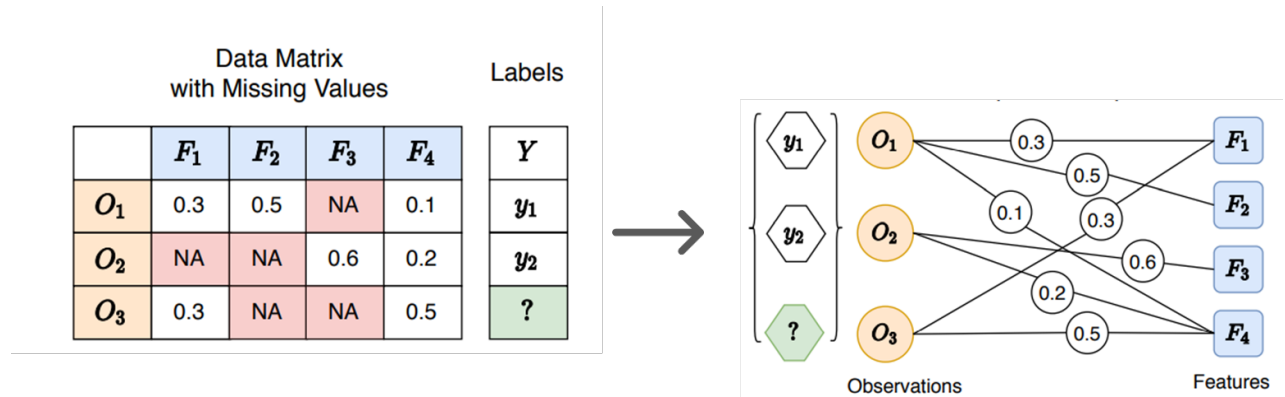 Data Matrix
with Missing Values
Labels
F₁ F₂ F₃ F₄ Y
O₁ 0.3 0.5 NA 0.1 y₁
O₂ NA NA 0.6 0.2 y₂
O₃ 0.3 NA NA 0.5 ?
y₁ O₁ 0.3 F₁
0.5
0.1 0.3 F₂
y₂ O₂
0.6 F₃
0.2
? O₃ 0.5 F₄
Observations
Features